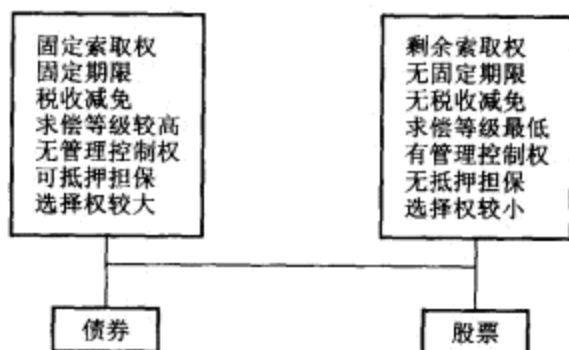 固定索取权
固定期限
税收减免
求偿等级较高
无管理控制权
可抵押担保
选择权较大
剩余索取权
无固定期限
无税收减免
求偿等级最低
有管理控制权
无抵押担保
选择权较小
债券
股票